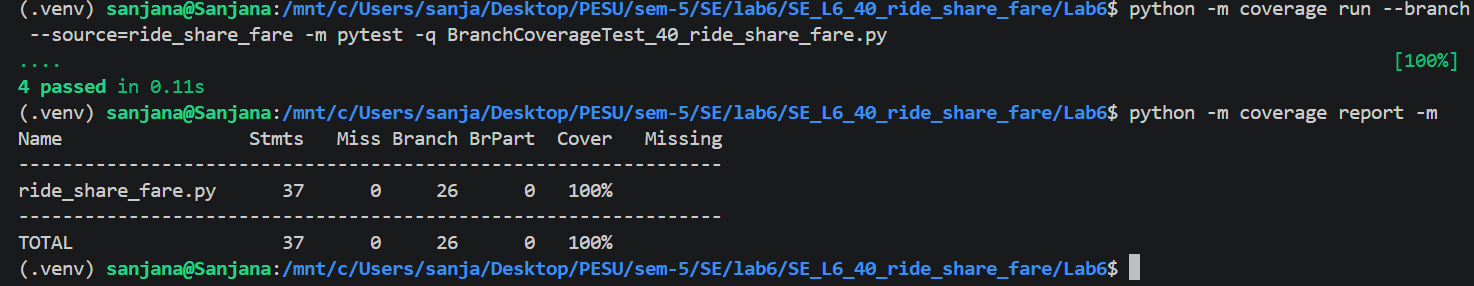 (.venv) sanjana@Sanjana:/mnt/c/Users/sanja/Desktop/PESU/sem-5/SE/lab6/SE_L6_40_ride_share_fare/Lab6$ python -m coverage run --branch
--source=ride_share_fare -m pytest -q BranchCoverageTest_40_ride_share_fare.py
.... [100%]
4 passed in 0.11s
(.venv) sanjana@Sanjana:/mnt/c/Users/sanja/Desktop/PESU/sem-5/SE/lab6/SE_L6_40_ride_share_fare/Lab6$ python -m coverage report -m
Name Stmts Miss Branch BrPart Cover Missing
---------------------------------------------------------------
ride_share_fare.py 37 0 26 0 100%
---------------------------------------------------------------
TOTAL 37 0 26 0 100%
(.venv) sanjana@Sanjana:/mnt/c/Users/sanja/Desktop/PESU/sem-5/SE/lab6/SE_L6_40_ride_share_fare/Lab6$